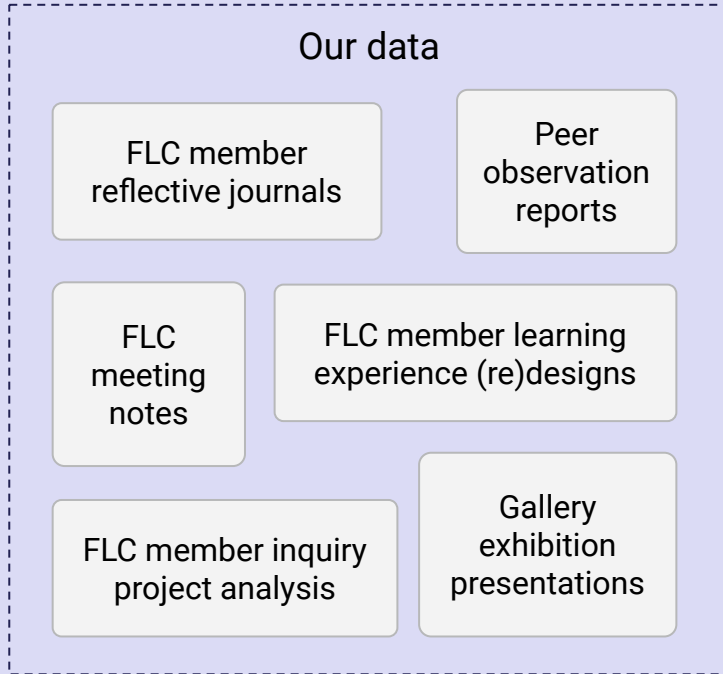 Our data
FLC member
reflective journals
Peer
observation
reports
FLC
meeting
notes
FLC member learning
experience (re)designs
FLC member inquiry
project analysis
Gallery
exhibition
presentations